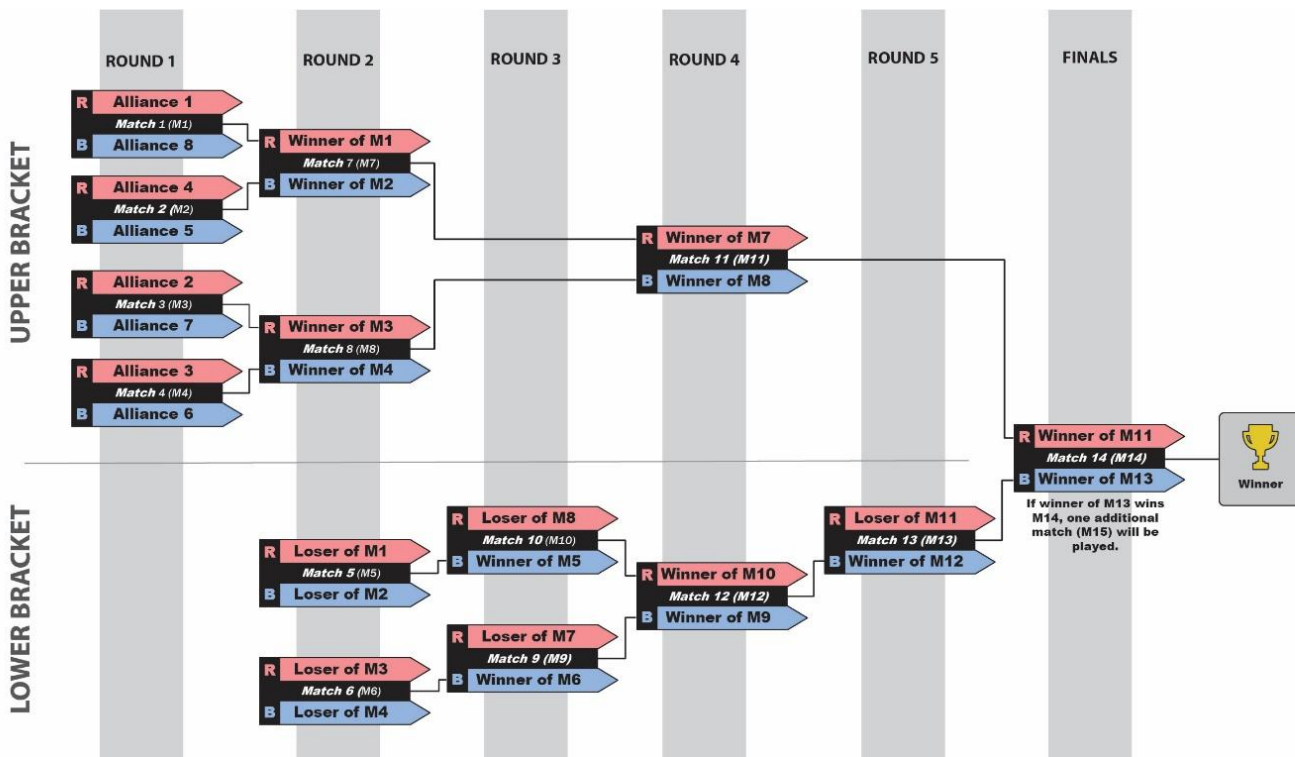 ROUND 1
ROUND 2
ROUND 3
ROUND 4
ROUND 5
FINALS
UPPER BRACKET
R Alliance 1
Match 1 (M1)
B Alliance 8
R Alliance 4
Match 2 (M2)
B Alliance 5
R Alliance 2
Match 3 (M3)
B Alliance 7
R Alliance 3
Match 4 (M4)
B Alliance 6
R Winner of M1
Match 7 (M7)
B Winner of M2
R Winner of M3
Match 8 (M8)
B Winner of M4
R Winner of M7
Match 11 (M11)
B Winner of M8
R Winner of M11
Match 14 (M14)
B Winner of M13
If winner of M13 wins
M14, one additional
match (M15) will be
played.
Winner
LOWER BRACKET
R Loser of M1
Match 5 (M5)
B Loser of M2
R Loser of M3
Match 6 (M6)
B Loser of M4
R Loser of M8
Match 10 (M10)
B Winner of M5
R Loser of M7
Match 9 (M9)
B Winner of M6
R Winner of M10
Match 12 (M12)
B Winner of M9
R Loser of M11
Match 13 (M13)
B Winner of M12